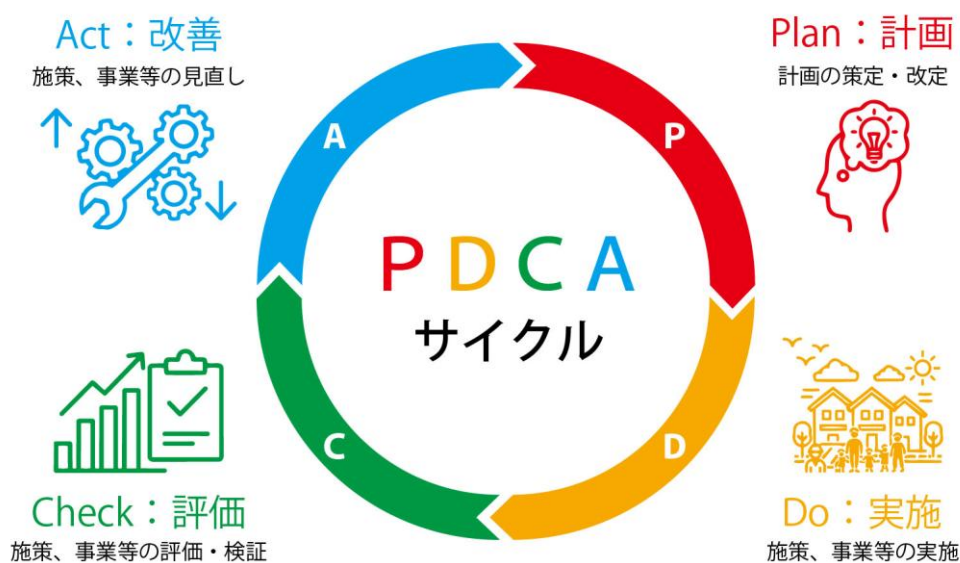 Act：改善
施策、事業等の見直し
Plan：計画
計画の策定・改定
A
P
PDCA
サイクル
C
D
Check：評価
施策、事業等の評価・検証
Do：実施
施策、事業等の実施